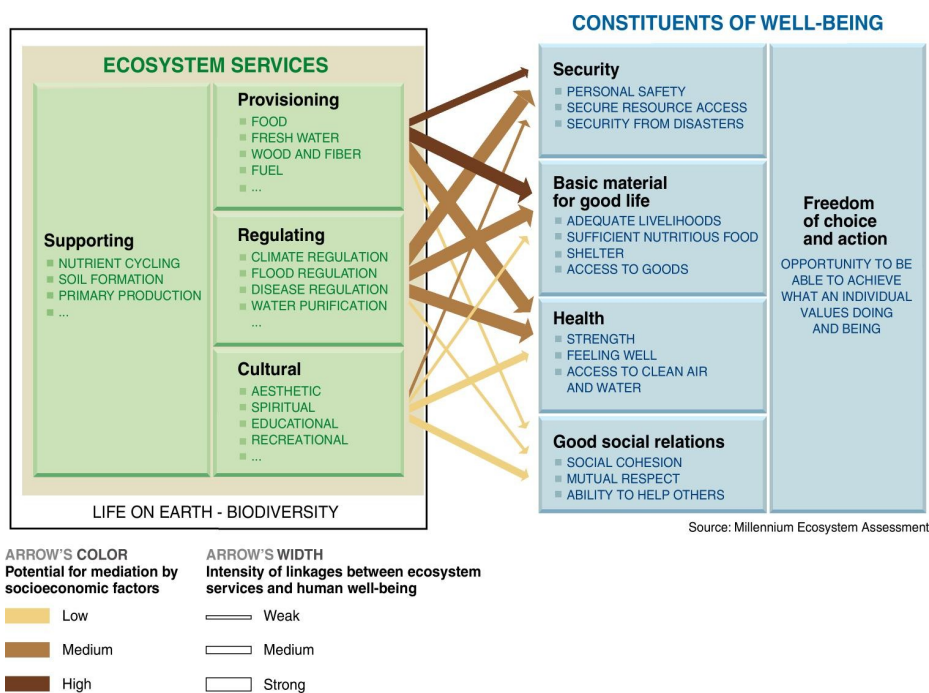 CONSTITUENTS OF WELL-BEING
ECOSYSTEM SERVICES
Supporting
NUTRIENT CYCLING
SOIL FORMATION
PRIMARY PRODUCTION
...
Provisioning
FOOD
FRESH WATER
WOOD AND FIBER
FUEL
...
Regulating
CLIMATE REGULATION
FLOOD REGULATION
DISEASE REGULATION
WATER PURIFICATION
...
Cultural
AESTHETIC
SPIRITUAL
EDUCATIONAL
RECREATIONAL
...
LIFE ON EARTH - BIODIVERSITY
Security
PERSONAL SAFETY
SECURE RESOURCE ACCESS
SECURITY FROM DISASTERS
Basic material
for good life
ADEQUATE LIVELIHOODS
SUFFICIENT NUTRITIOUS FOOD
SHELTER
ACCESS TO GOODS
Health
STRENGTH
FEELING WELL
ACCESS TO CLEAN AIR
AND WATER
Good social relations
SOCIAL COHESION
MUTUAL RESPECT
ABILITY TO HELP OTHERS
Freedom
of choice
and action
OPPORTUNITY TO BE
ABLE TO ACHIEVE
WHAT AN INDIVIDUAL
VALUES DOING
AND BEING
Source: Millennium Ecosystem Assessment
ARROW'S COLOR
Potential for mediation by
socioeconomic factors
Low
Medium
High
ARROW'S WIDTH
Intensity of linkages between ecosystem
services and human well-being
Weak
Medium
Strong